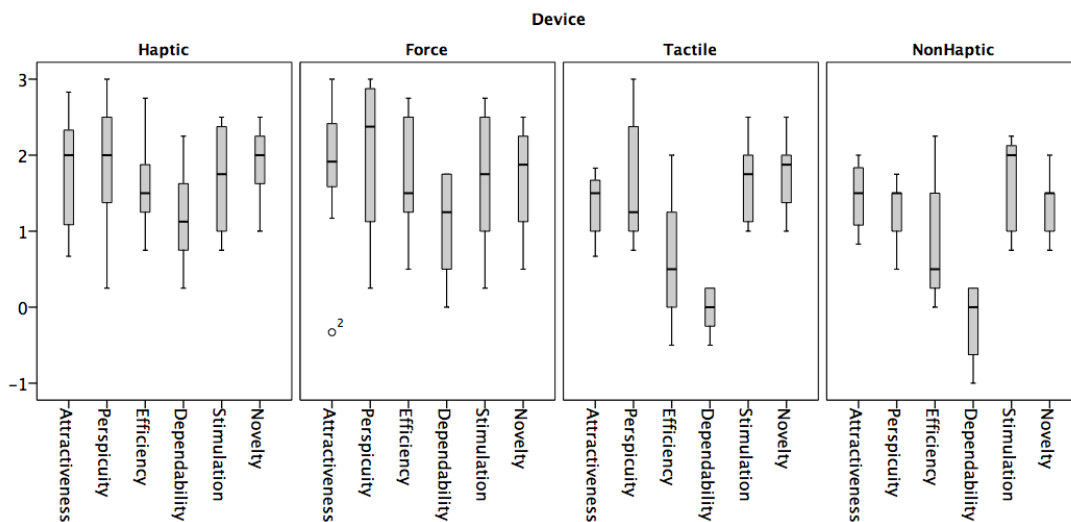 Device
Haptic Force Tactile NonHaptic
3
2
1
0
-1
2
Attractiveness Perspicuity Efficiency Dependability Stimulation Novelty Attractiveness Perspicuity Efficiency Dependability Stimulation Novelty Attractiveness Perspicuity Efficiency Dependability Stimulation Novelty Attractiveness Perspicuity Efficiency Dependability Stimulation Novelty